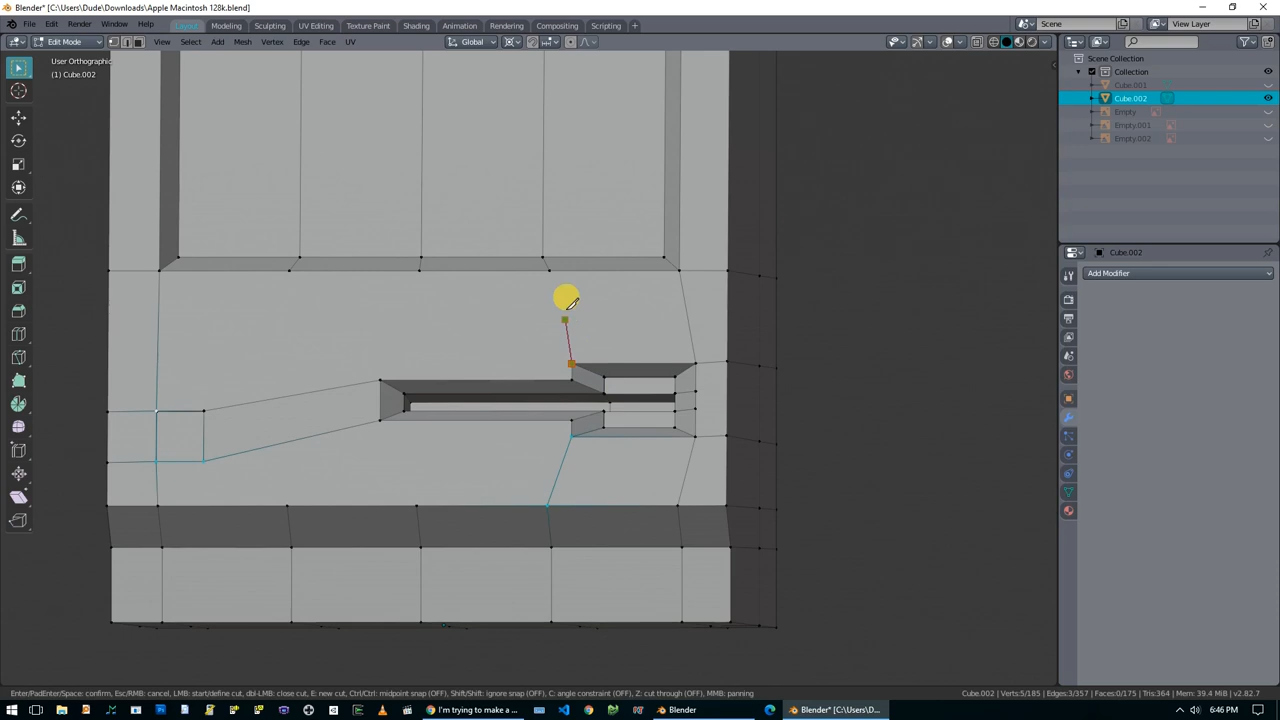 Blender* [C:\Users\Dude\Downloads\Apple Macintosh 128k.blend]
File Edit Render Window Help Layout Modeling Sculpting UV Editing Texture Paint Shading Animation Rendering Compositing Scripting + Scene View Layer
Edit Mode View Select Add Mesh Vertex Edge Face UV Global
User Orthographic
(1) Cube.002
Scene Collection
Collection
Cube.001
Cube.002
Empty
Empty.001
Empty.002
Cube.002
Add Modifier
Enter/PadEnter/Space: confirm, Esc/RMB: cancel, LMB: start/define cut, dbl-LMB: close cut, E: new cut, Ctrl/Ctrl: midpoint snap (OFF), Shift/Shift: ignore snap (OFF), C: angle constraint (OFF), Z: cut through (OFF), MMB: panning
Cube.002 | Verts:5/185 | Edges:3/357 | Faces:0/175 | Tris:364 | Mem: 39.4 MiB | v2.82.7
I'm trying to make a ... Blender Blender* [C:\Users\D... 6:46 PM